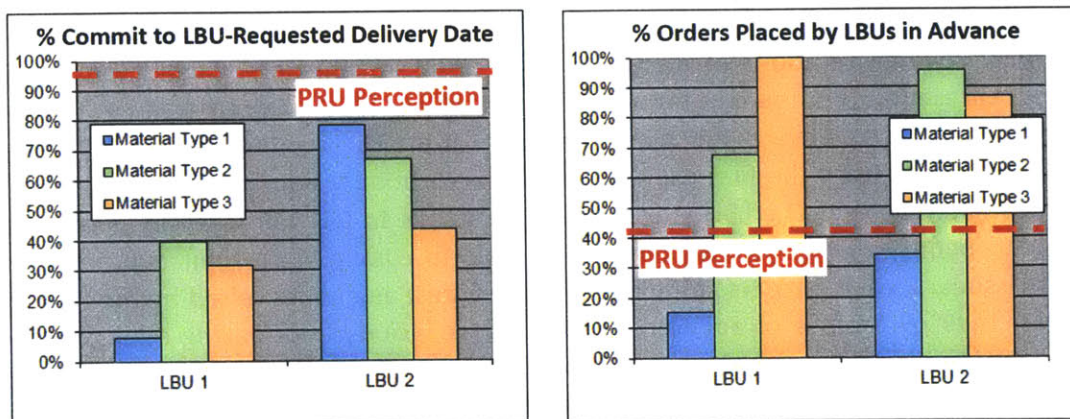 % Commit to LBU-Requested Delivery Date
100%
90%
80%
70%
60%
50%
40%
30%
20%
10%
0%
PRU Perception
Material Type 1
Material Type 2
Material Type 3
LBU 1
LBU 2
% Orders Placed by LBUs in Advance
100%
90%
80%
70%
60%
50%
40%
30%
20%
10%
0%
Material Type 1
Material Type 2
Material Type 3
PRU Perception
LBU 1
LBU 2